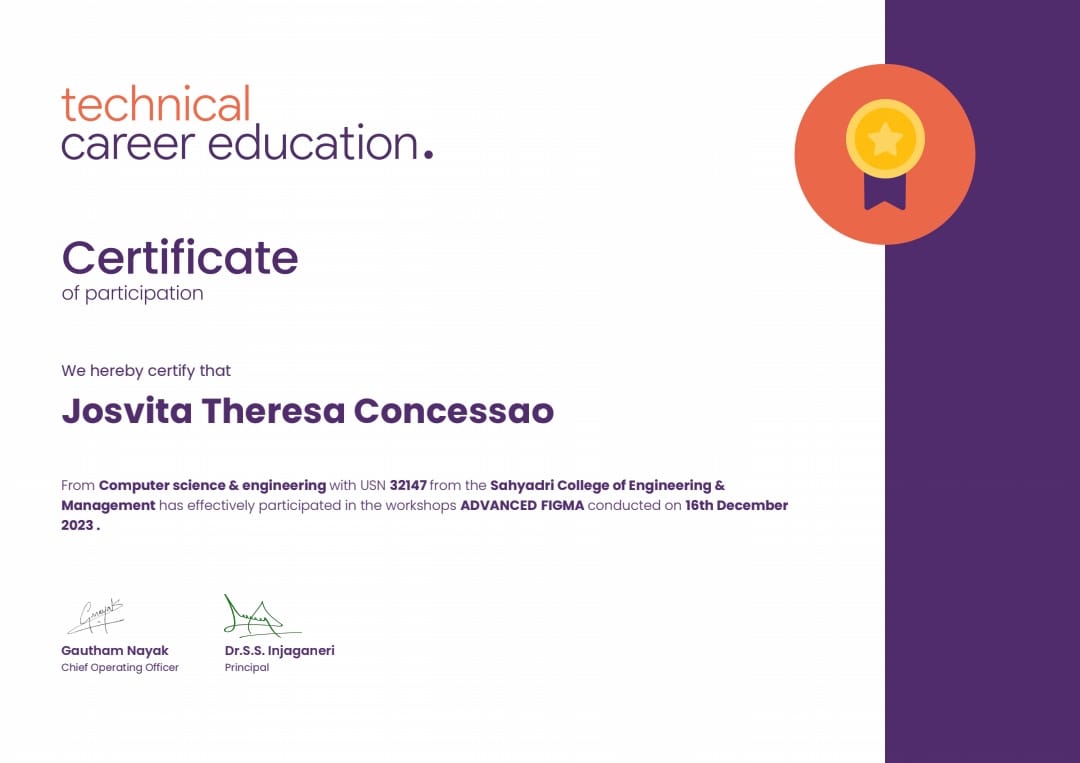 technical
career education.
Certificate
of participation
We hereby certify that
Josvita Theresa Concessao
From Computer science & engineering with USN 32147 from the Sahyadri College of Engineering &
Management has effectively participated in the workshops ADVANCED FIGMA conducted on 16th December
2023 .
Gautham Nayak
Chief Operating Officer
Dr.S.S. Injaganeri
Principal